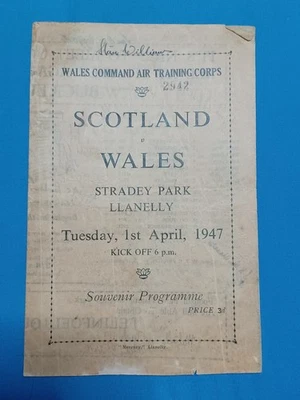 WALES COMMAND AIR TRAINING CORPS
2942
SCOTLAND
v
WALES
STRADEY PARK
LLANELLY
Tuesday, 1st April, 1947
KICK OFF 6 p.m.
Souvenir Programme
PRICE 3d
Llanelly